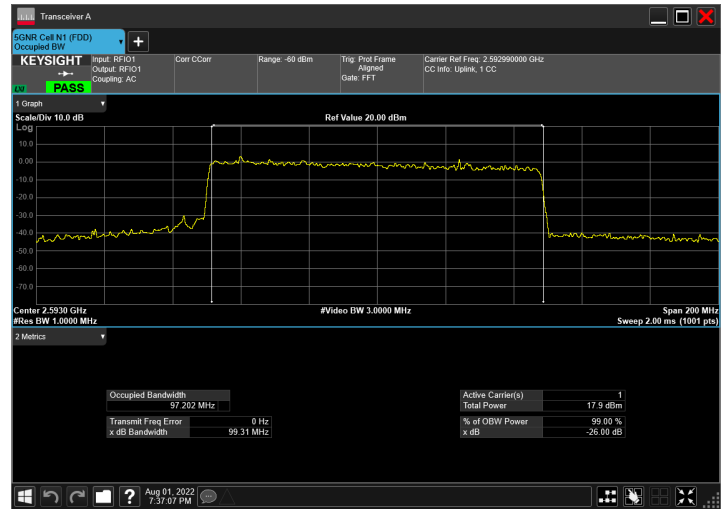 Transceiver A
5GNR Cell N1 (FDD)
Occupied BW
KEYSIGHT
LXI
PASS
Input: RFIO1
Output: RFIO1
Coupling: AC
Corr CCorr
Range: -60 dBm
Trig: Prot Frame
Aligned
Gate: FFT
Carrier Ref Freq: 2.592990000 GHz
CC Info: Uplink, 1 CC
1 Graph
Scale/Div 10.0 dB
Ref Value 20.00 dBm
Log
10.0
0.00
-10.0
-20.0
-30.0
-40.0
-50.0
-60.0
-70.0
Center 2.5930 GHz
#Video BW 3.0000 MHz
Span 200 MHz
#Res BW 1.0000 MHz
Sweep 2.00 ms (1001 pts)
2 Metrics
Occupied Bandwidth
97.202 MHz
Transmit Freq Error 0 Hz
x dB Bandwidth 99.31 MHz
Active Carrier(s) 1
Total Power 17.9 dBm
% of OBW Power 99.00 %
x dB -26.00 dB
?
Aug 01, 2022
7:37:07 PM